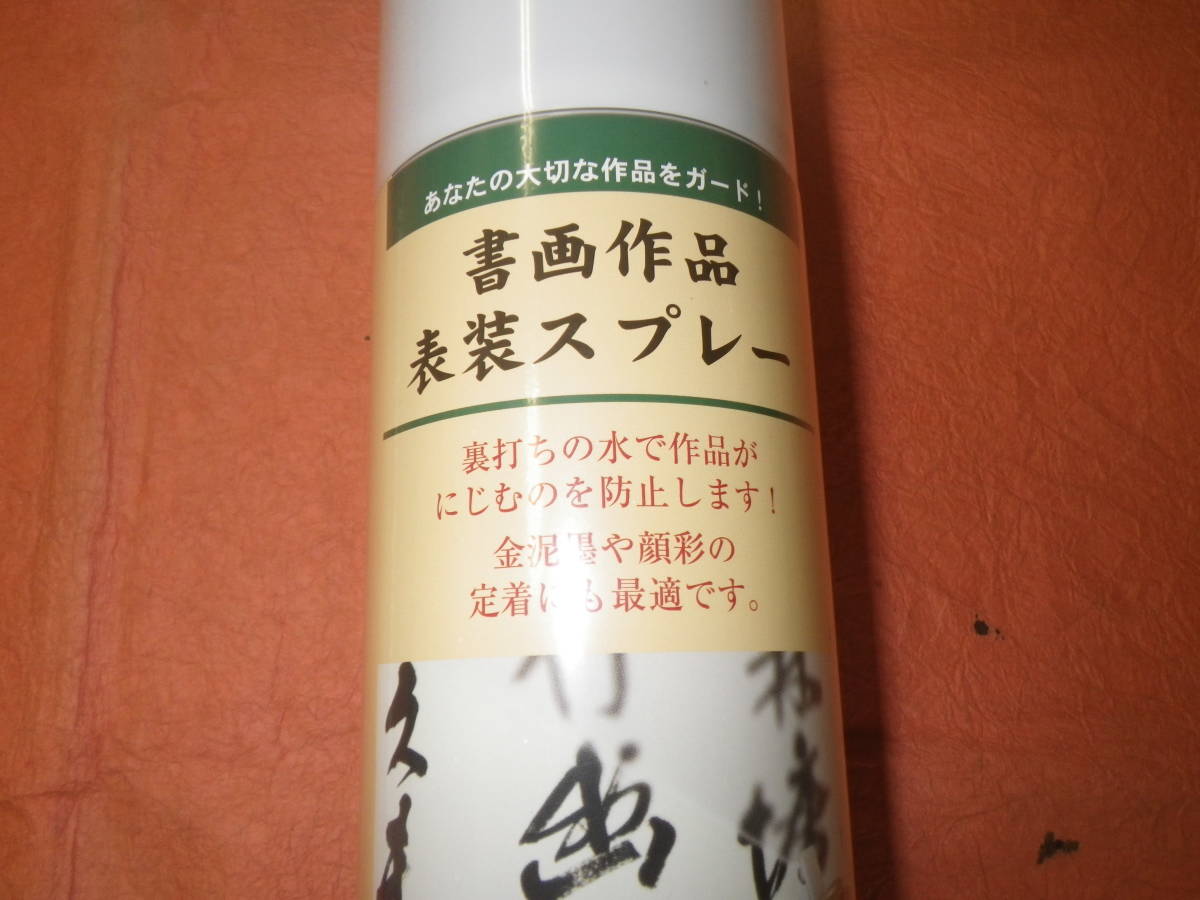 あなたの大切な作品をガード!
書画作品
表装スプレー
裏打ちの水で作品が
にじむのを防止します!
金泥墨や顔彩の
定着にも最適です。